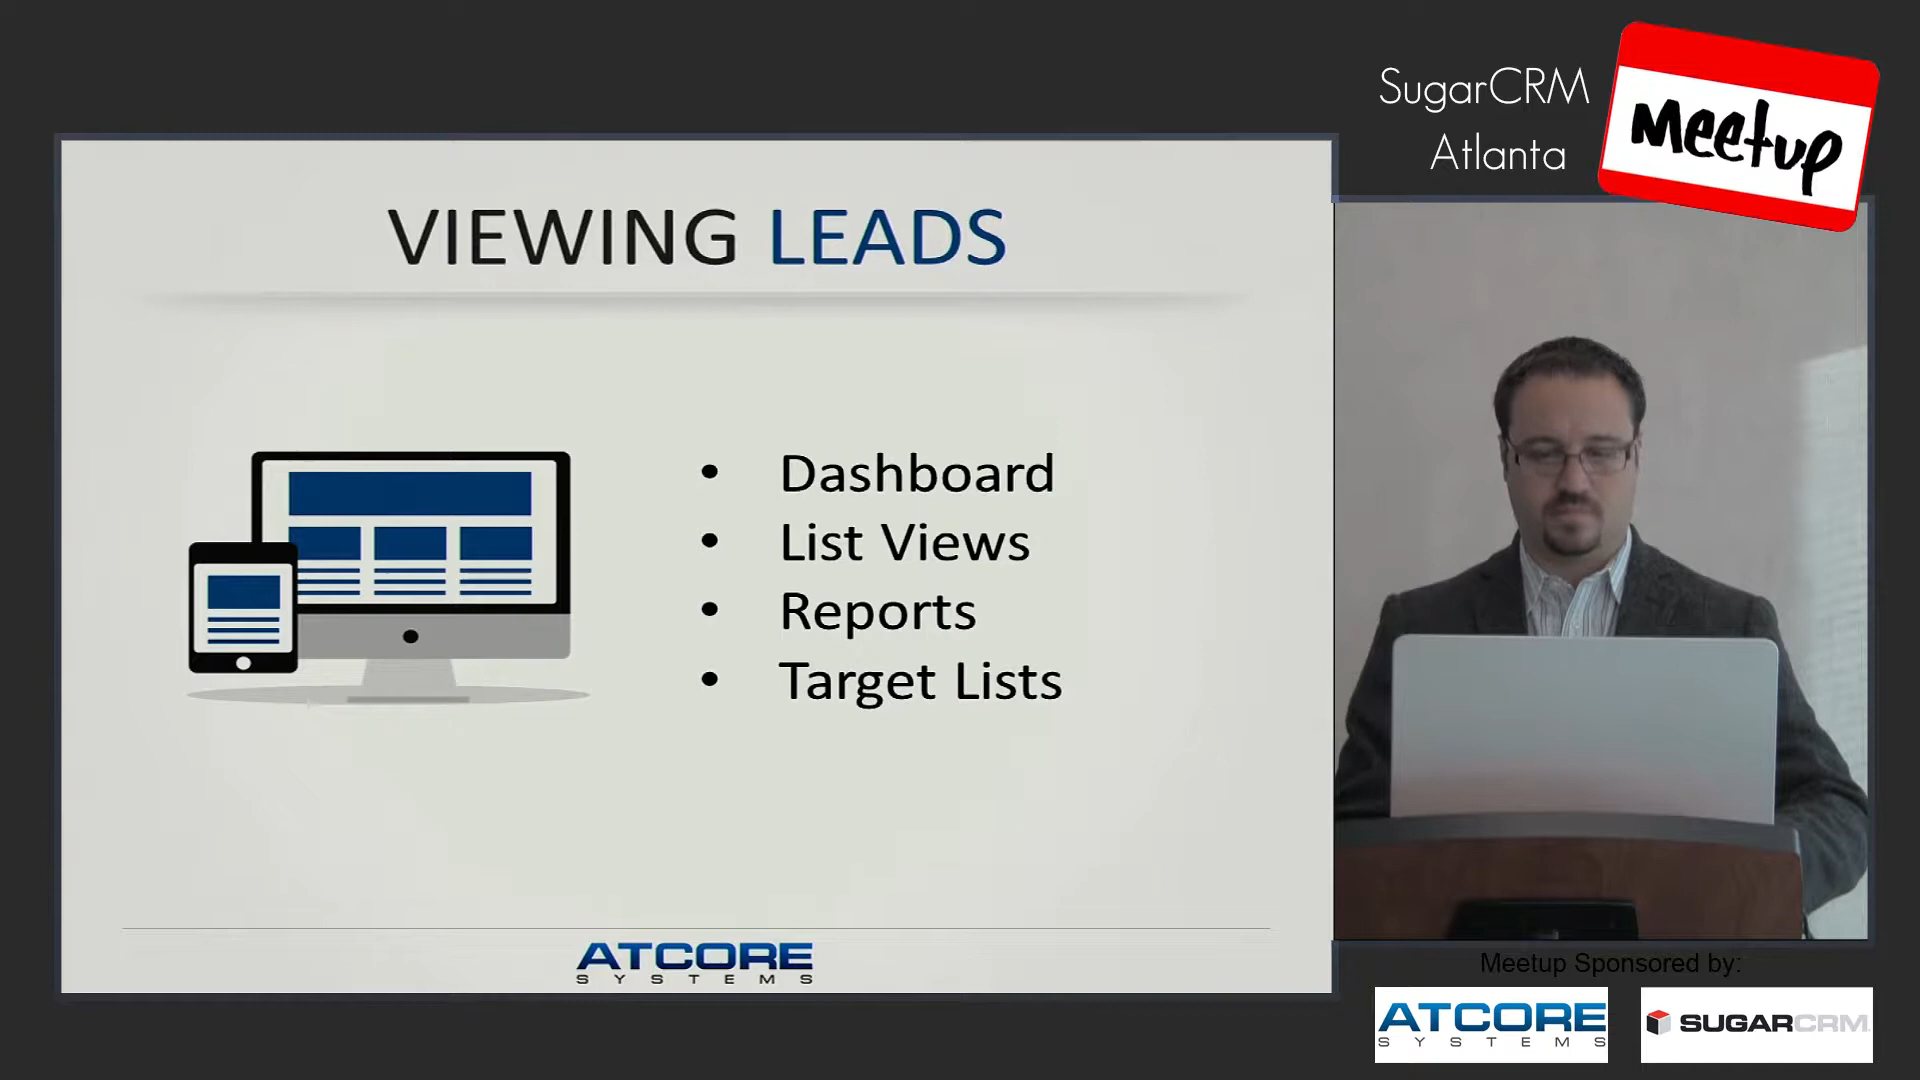 SugarCRM
Atlanta
Meetup
VIEWING LEADS
• Dashboard
• List Views
• Reports
• Target Lists
ATCORE
SYSTEMS
Meetup Sponsored by:
ATCORE
SYSTEMS
SUGARCRM